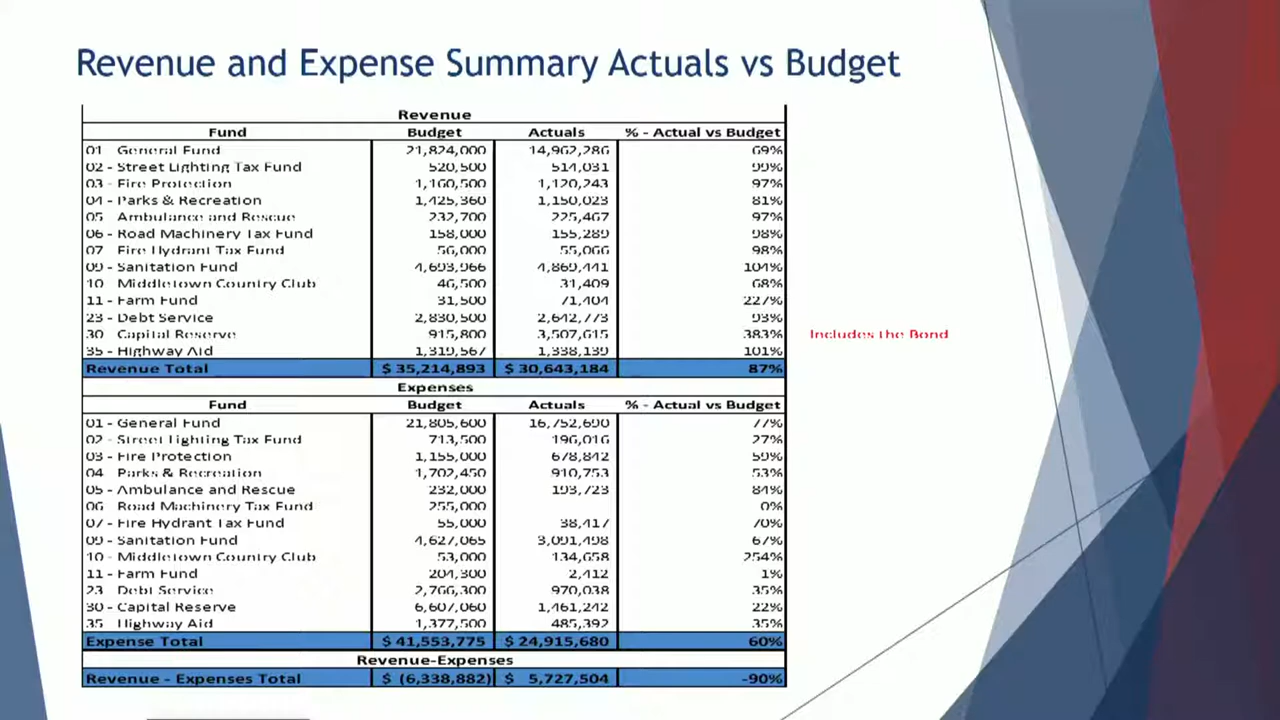 Revenue and Expense Summary Actuals vs Budget
Revenue
Fund Budget Actuals % - Actual vs Budget
01 - General Fund 21,824,000 14,962,286 69%
02 - Street Lighting Tax Fund 520,500 514,031 99%
03 - Fire Protection 1,160,500 1,120,243 97%
04 - Parks & Recreation 1,425,360 1,150,023 81%
05 - Ambulance and Rescue 232,700 225,467 97%
06 - Road Machinery Tax Fund 158,000 155,289 98%
07 - Fire Hydrant Tax Fund 56,000 55,066 98%
09 - Sanitation Fund 4,693,966 4,869,441 104%
10 - Middletown Country Club 46,500 31,409 68%
11 - Farm Fund 31,500 71,404 227%
23 - Debt Service 2,830,500 2,642,773 93%
30 - Capital Reserve 915,800 3,507,615 383% Includes the Bond
35 - Highway Aid 1,319,567 1,338,139 101%
Revenue Total $ 35,214,893 $ 30,643,184 87%
Expenses
Fund Budget Actuals % - Actual vs Budget
01 - General Fund 21,805,600 16,752,690 77%
02 - Street Lighting Tax Fund 713,500 196,016 27%
03 - Fire Protection 1,155,000 678,842 59%
04 - Parks & Recreation 1,702,450 910,753 53%
05 - Ambulance and Rescue 232,000 193,723 84%
06 - Road Machinery Tax Fund 255,000 0%
07 - Fire Hydrant Tax Fund 55,000 38,417 70%
09 - Sanitation Fund 4,627,065 3,091,498 67%
10 - Middletown Country Club 53,000 134,658 254%
11 - Farm Fund 204,300 2,412 1%
23 - Debt Service 2,766,300 970,038 35%
30 - Capital Reserve 6,607,060 1,461,242 22%
35 - Highway Aid 1,377,500 485,392 35%
Expense Total $ 41,553,775 $ 24,915,680 60%
Revenue-Expenses
Revenue - Expenses Total $ (6,338,882) $ 5,727,504 -90%